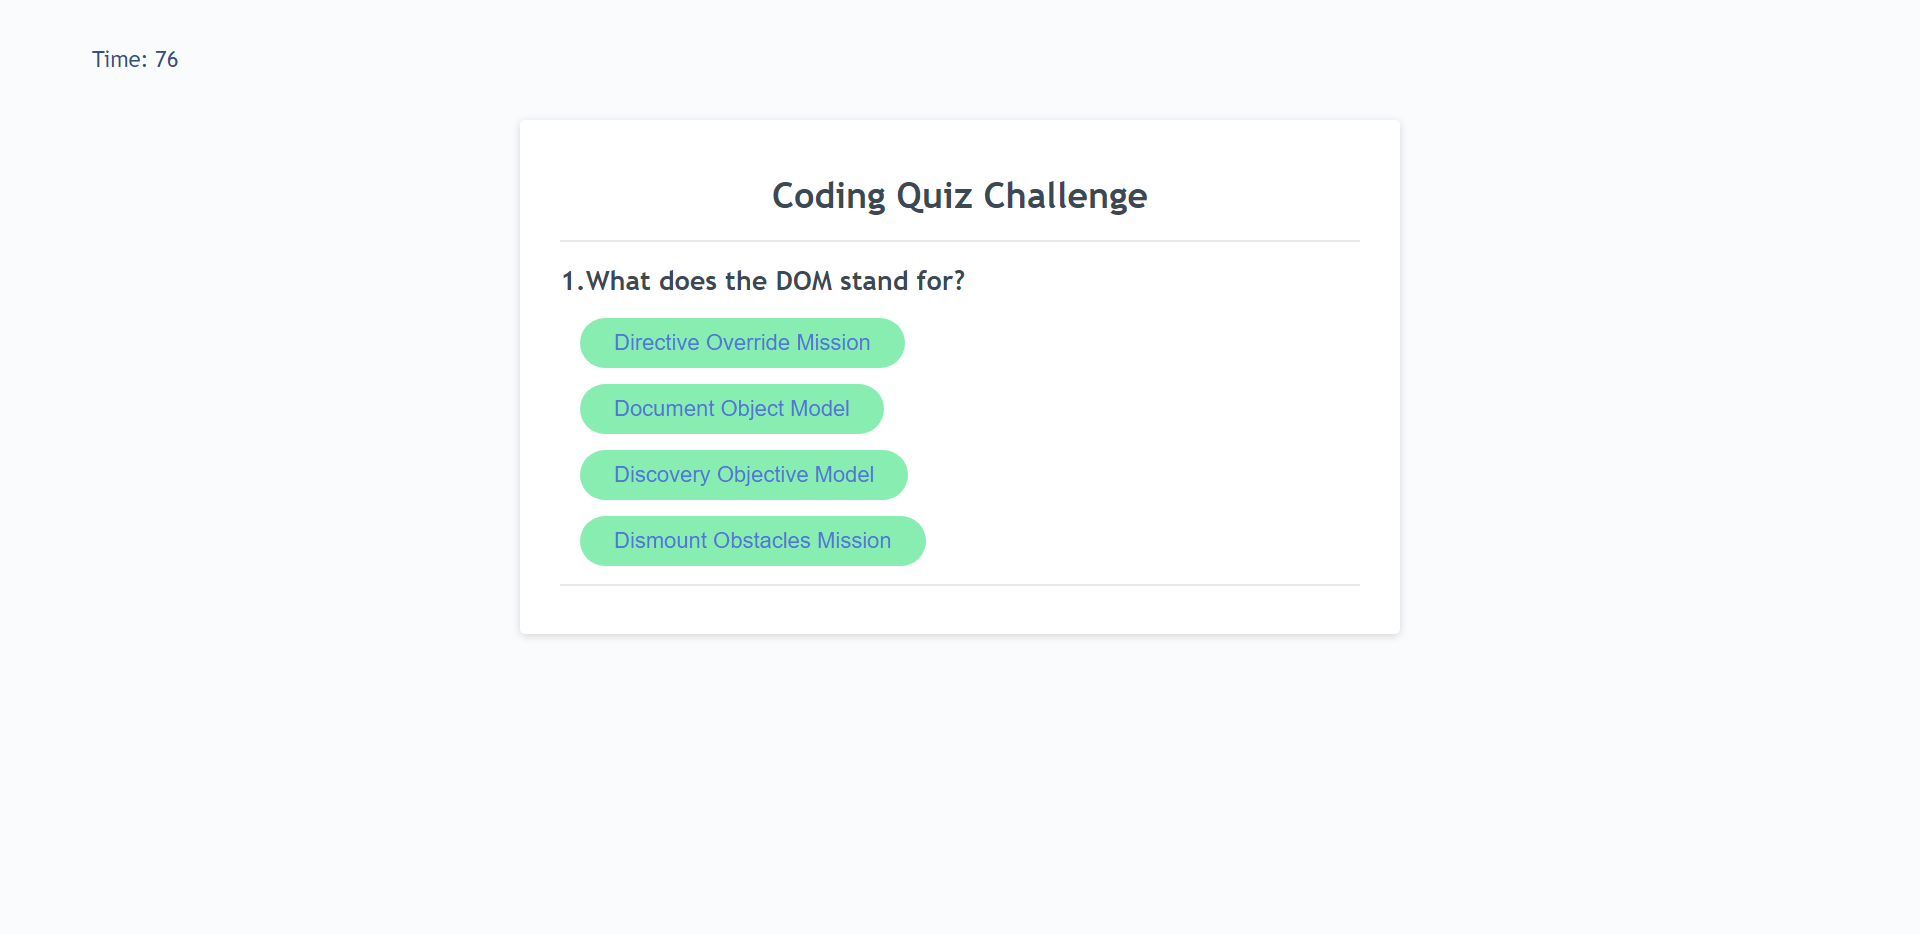 Time: 76
Coding Quiz Challenge
1.What does the DOM stand for?
Directive Override Mission
Document Object Model
Discovery Objective Model
Dismount Obstacles Mission